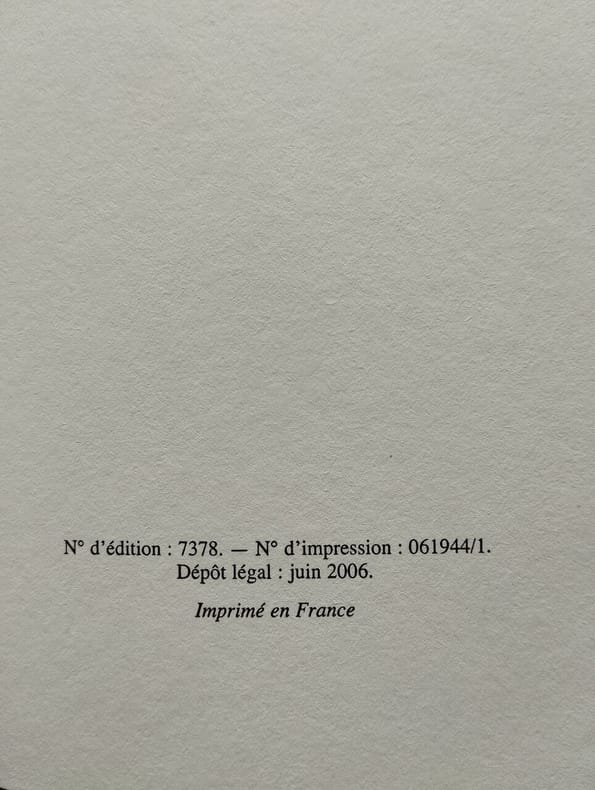 N° d'édition : 7378. — N° d'impression : 061944/1.
Dépôt légal : juin 2006.
Imprimé en France